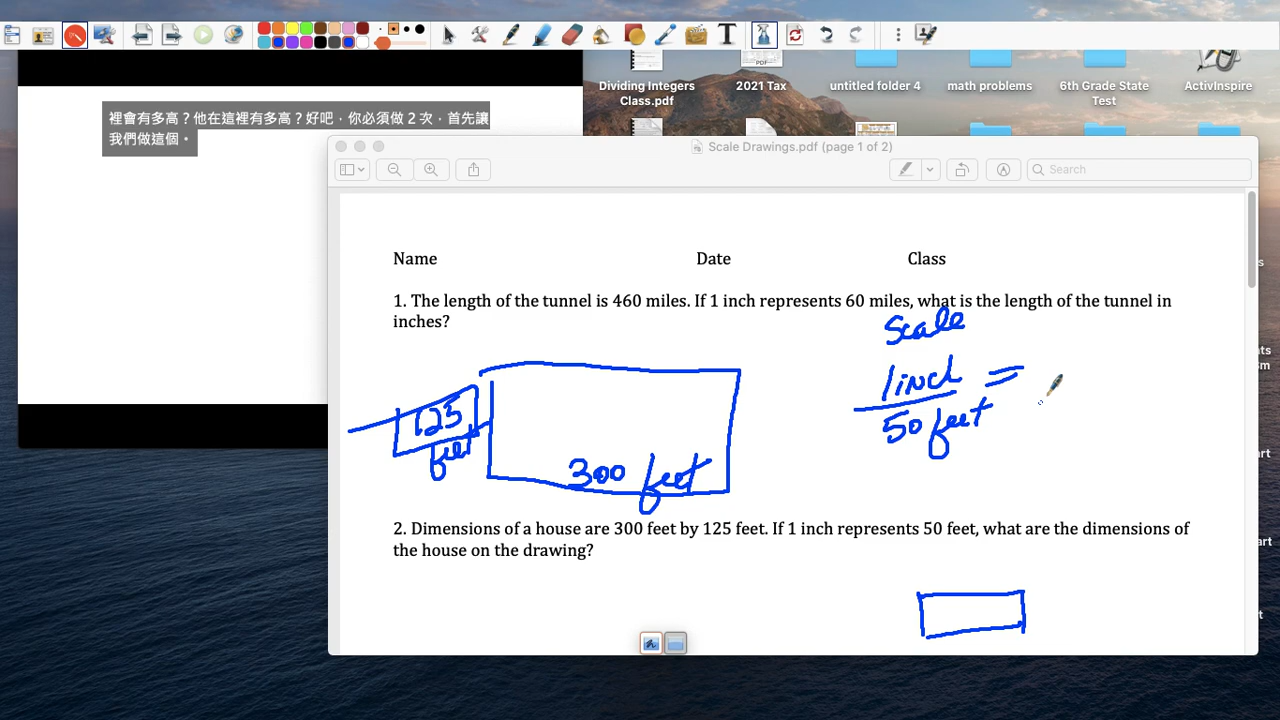 Dividing Integers
Class.pdf
PDF
2021 Tax
untitled folder 4
math problems
6th Grade State
Test
ActivInspire
裡會有多高？他在這裡有多高？好吧，你必須做 2 次，首先讓
我們做這個。
Scale Drawings.pdf (page 1 of 2)
Search
Name Date Class
1. The length of the tunnel is 460 miles. If 1 inch represents 60 miles, what is the length of the tunnel in
inches?
Scale
1 inch =
50 feet
125
feet
300 feet
2. Dimensions of a house are 300 feet by 125 feet. If 1 inch represents 50 feet, what are the dimensions of
the house on the drawing?